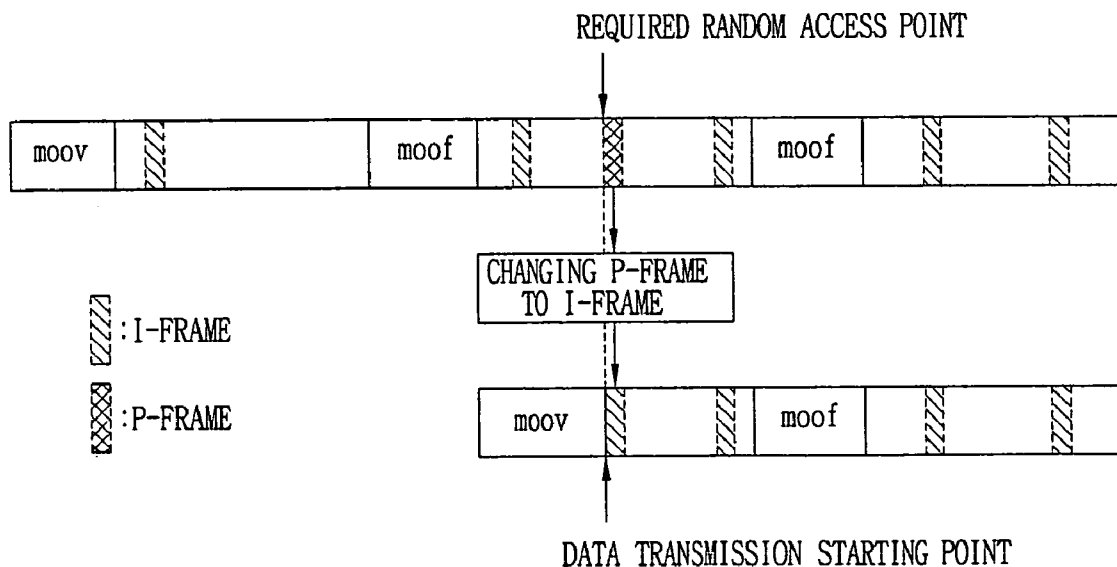 REQUIRED RANDOM ACCESS POINT
moov
moof
moof
CHANGING P-FRAME
TO I-FRAME
:I-FRAME
:P-FRAME
moov
moof
DATA TRANSMISSION STARTING POINT